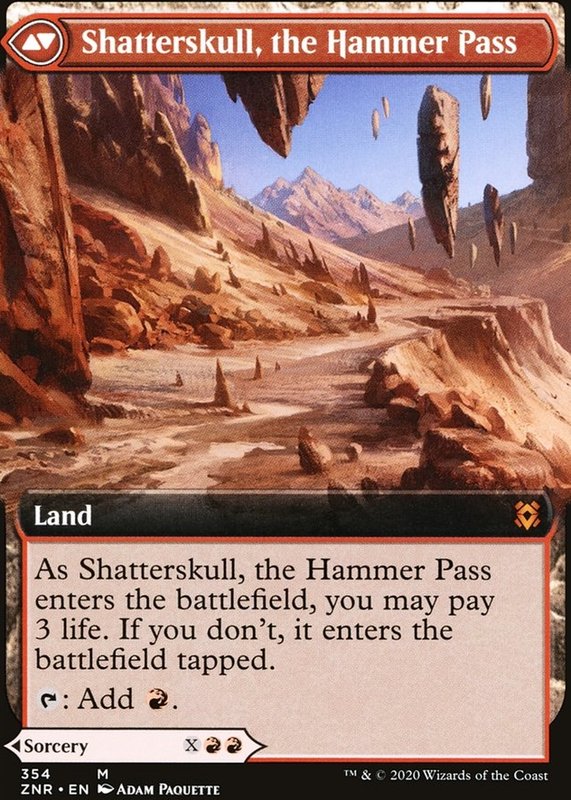 Shatterskull, the Hammer Pass
Land
As Shatterskull, the Hammer Pass
enters the battlefield, you may pay
3 life. If you don't, it enters the
battlefield tapped.
: Add .
Sorcery X
354 M
ZNR • EN Adam Paquette
™ & © 2020 Wizards of the Coast